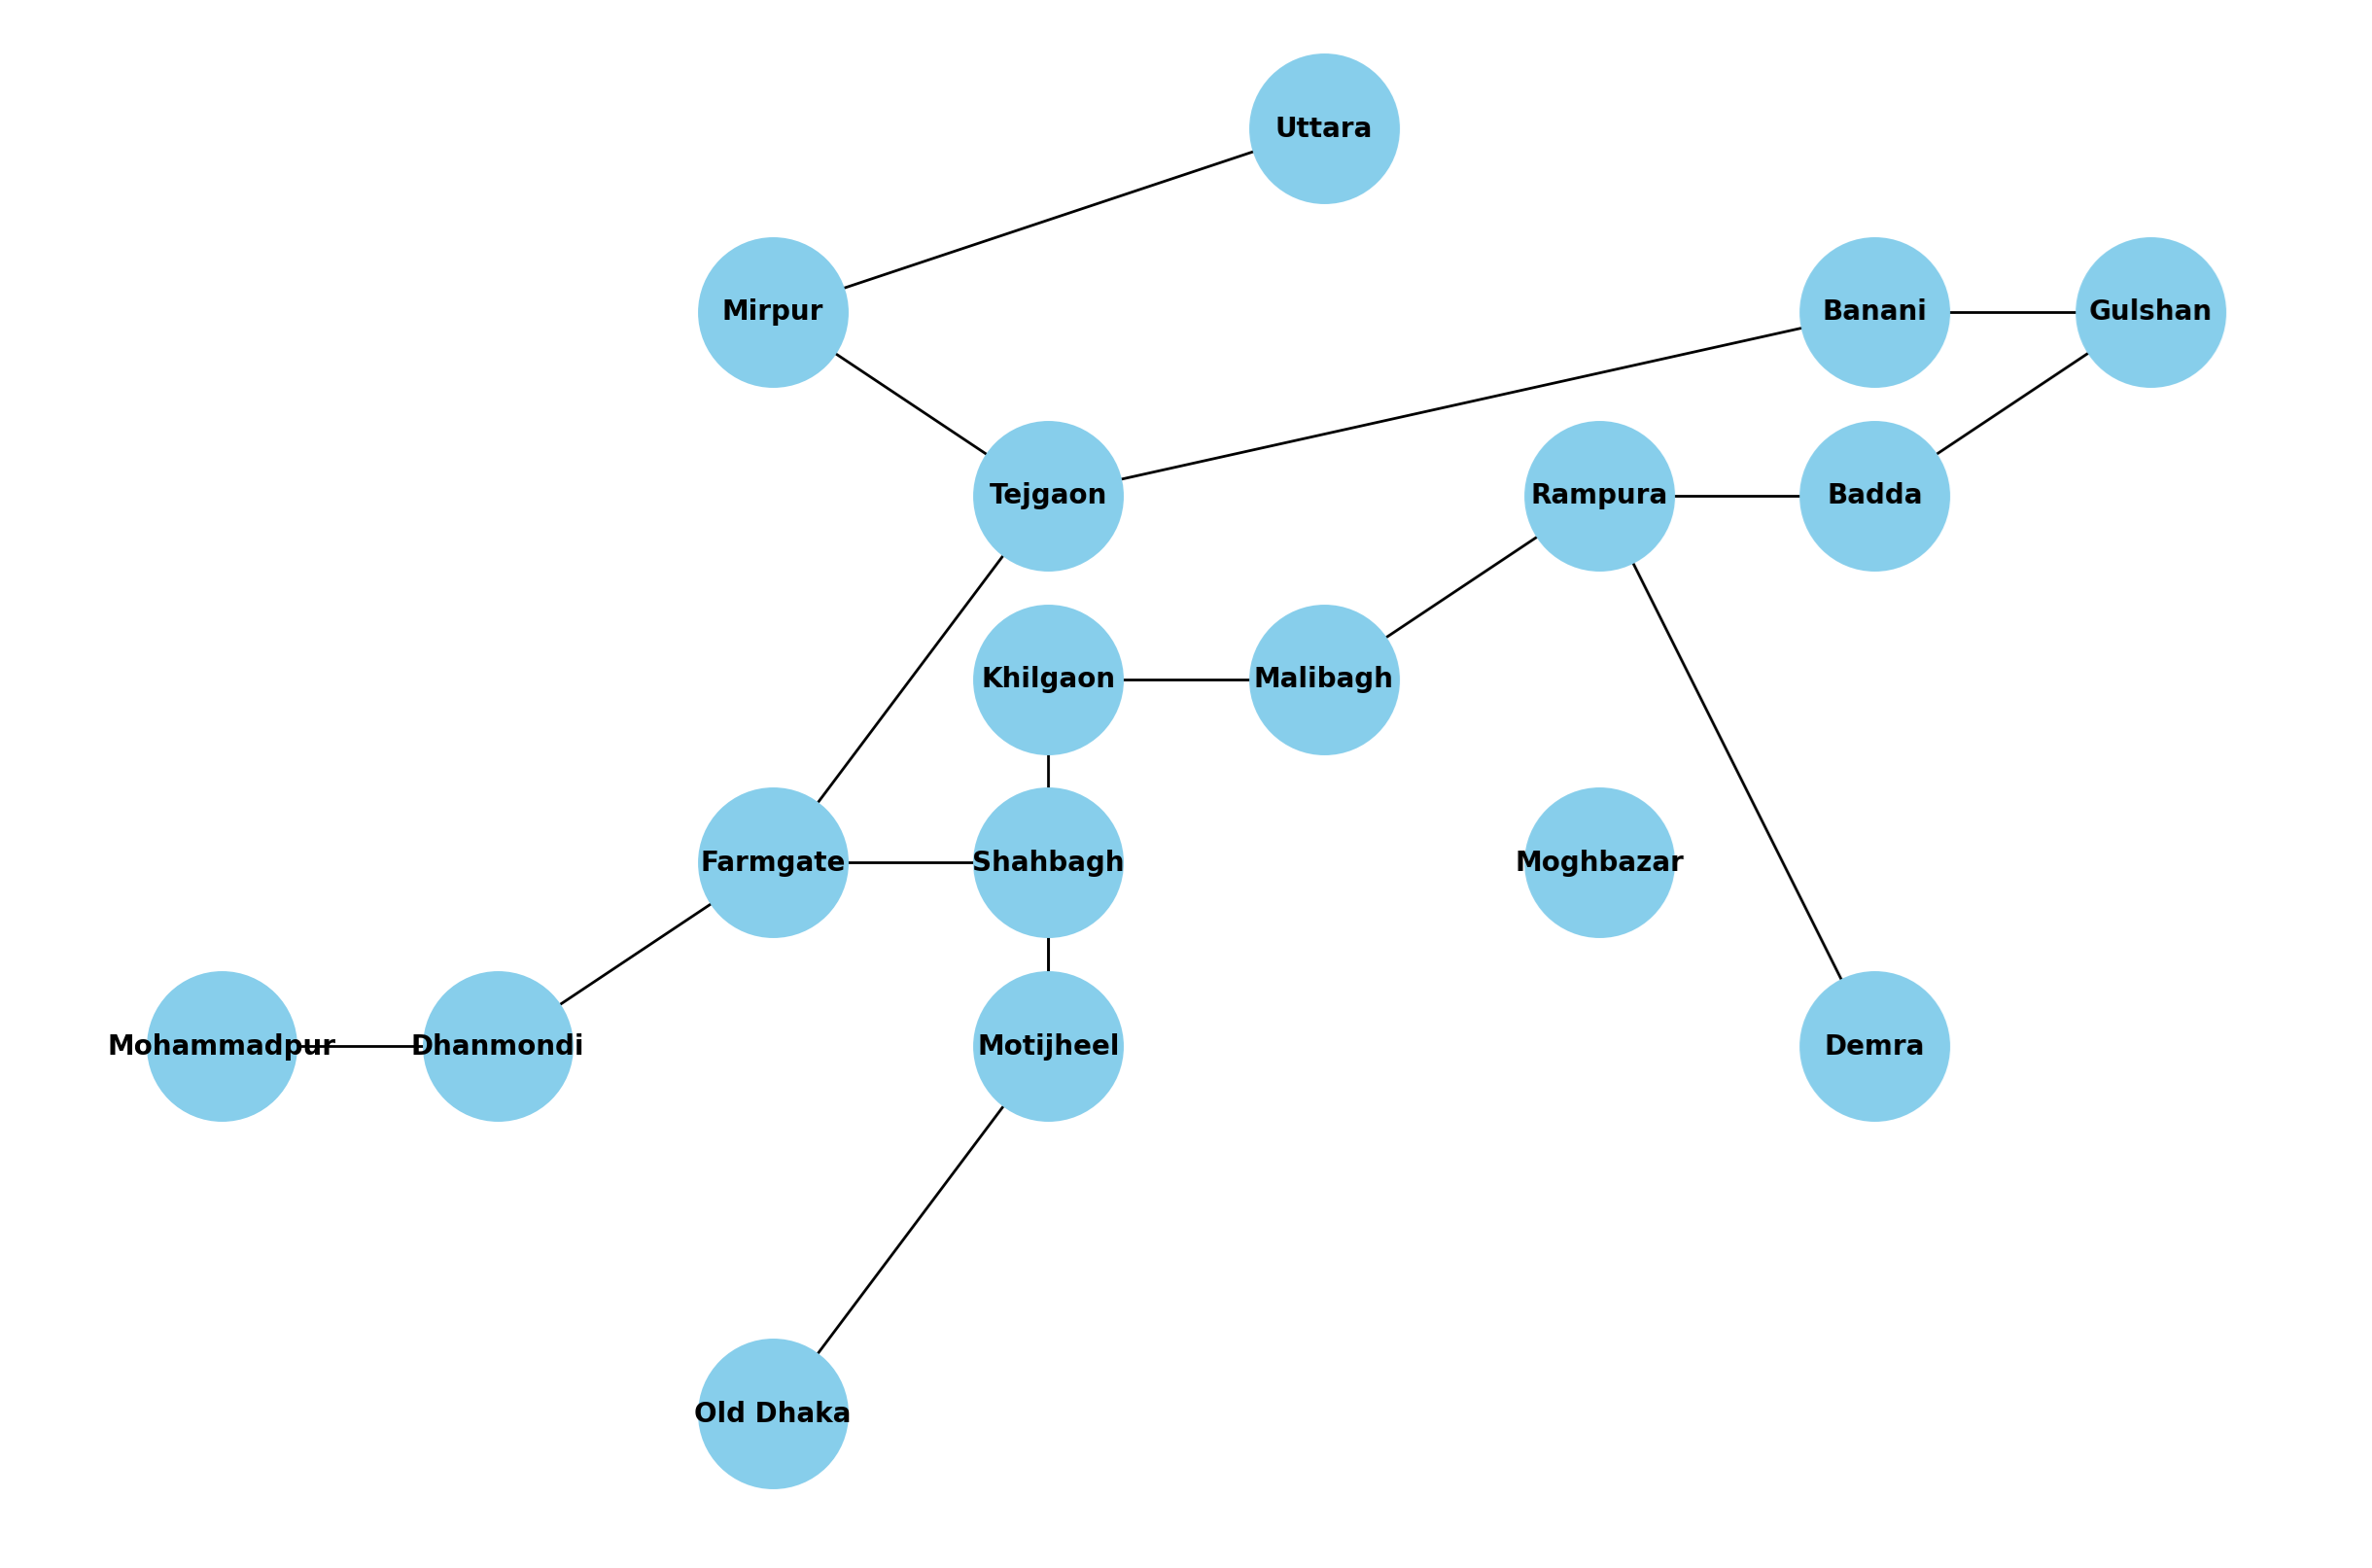 Uttara
Mirpur
Banani
Gulshan
Tejgaon
Rampura
Badda
Khilgaon
Malibagh
Farmgate
Shahbagh
Moghbazar
Mohammadpur
Dhanmondi
Motijheel
Demra
Old Dhaka